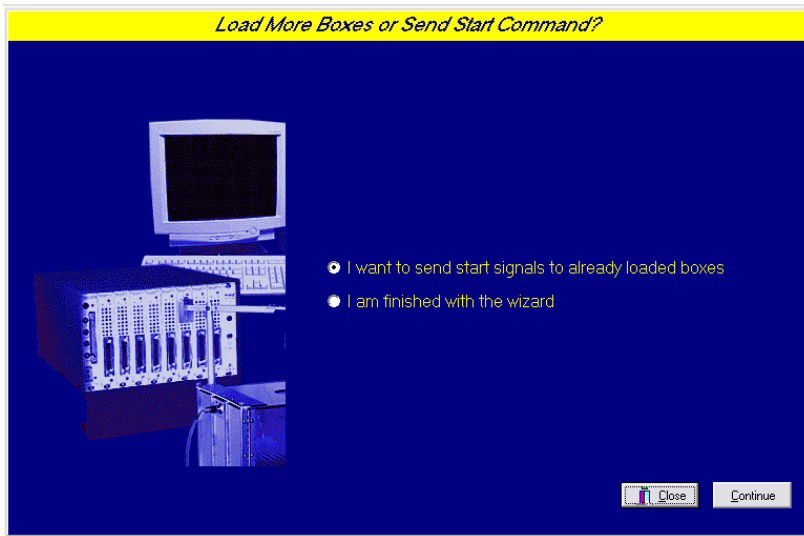 Load More Boxes or Send Start Command?
I want to send start signals to already loaded boxes
I am finished with the wizard
Close
Continue